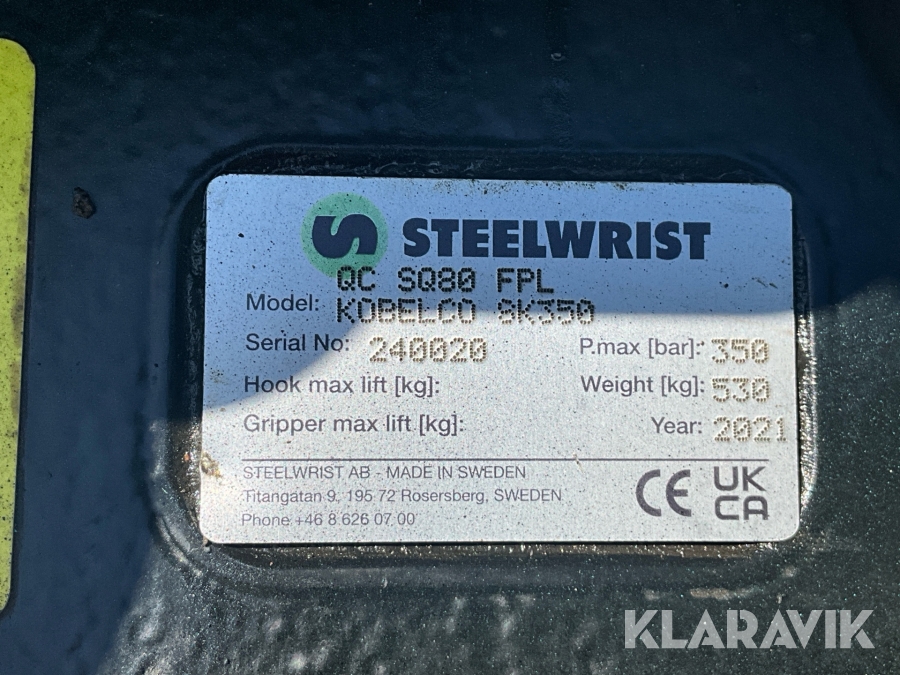 STEELWRIST
QC SQ80 FPL
Model: KOBELCO SK350
Serial No: 240020 P.max [bar]: 350
Hook max lift [kg]: Weight [kg]: 530
Gripper max lift [kg]: Year: 2021
STEELWRIST AB - MADE IN SWEDEN
Titangatan 9, 195 72 Rosersberg, SWEDEN
Phone +46 8 626 07 00
CE UK CA
KLARAVIK